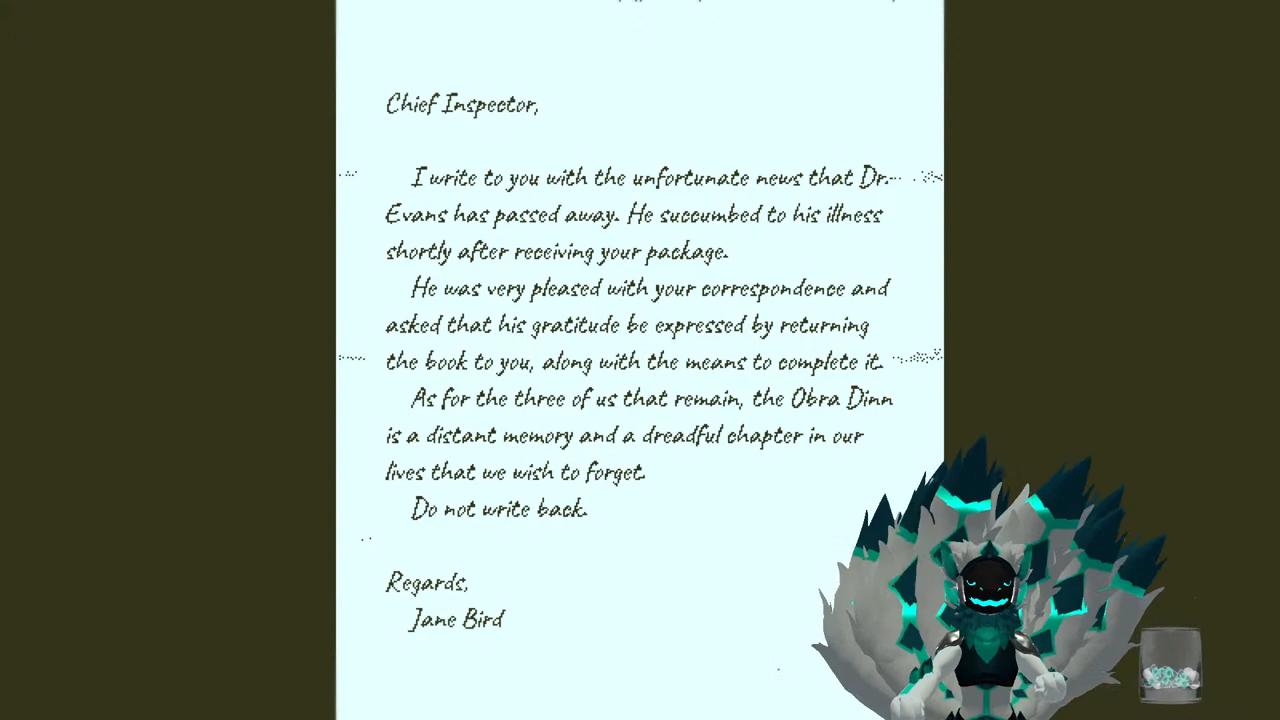 Chief Inspector,
I write to you with the unfortunate news that Dr.
Evans has passed away. He succumbed to his illness
shortly after receiving your package.
He was very pleased with your correspondence and
asked that his gratitude be expressed by returning
the book to you, along with the means to complete it.
As for the three of us that remain, the Obra Dinn
is a distant memory and a dreadful chapter in our
lives that we wish to forget.
Do not write back.
Regards,
Jane Bird